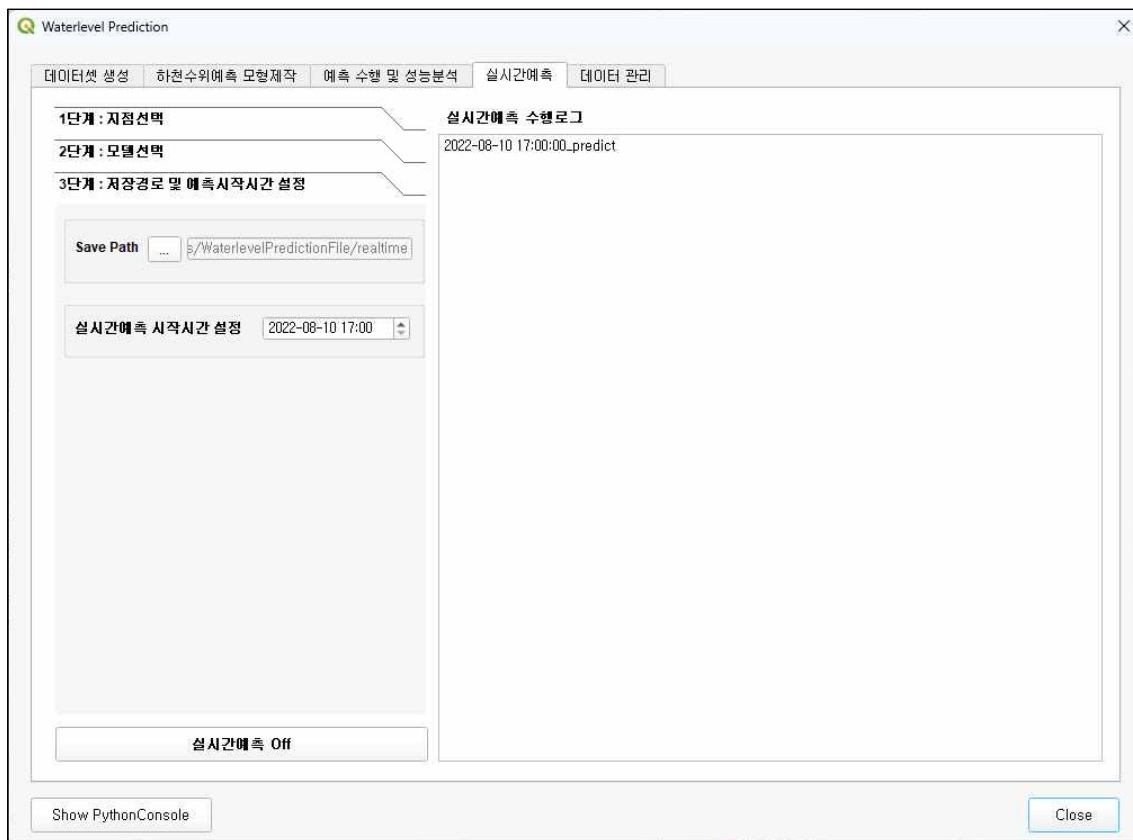 Waterlevel Prediction
데이터셋 생성 하천수위예측 모형제작 예측 수행 및 성능분석 실시간예측 데이터 관리
1단계 : 지점선택
2단계 : 모델선택
3단계 : 저장경로 및 예측시작시간 설정
Save Path ... s/WaterlevelPredictionFile/realtime
실시간예측 시작시간 설정 2022-08-10 17:00
실시간예측 Off
실시간예측 수행로그
2022-08-10 17:00:00_predict
Show PythonConsole Close